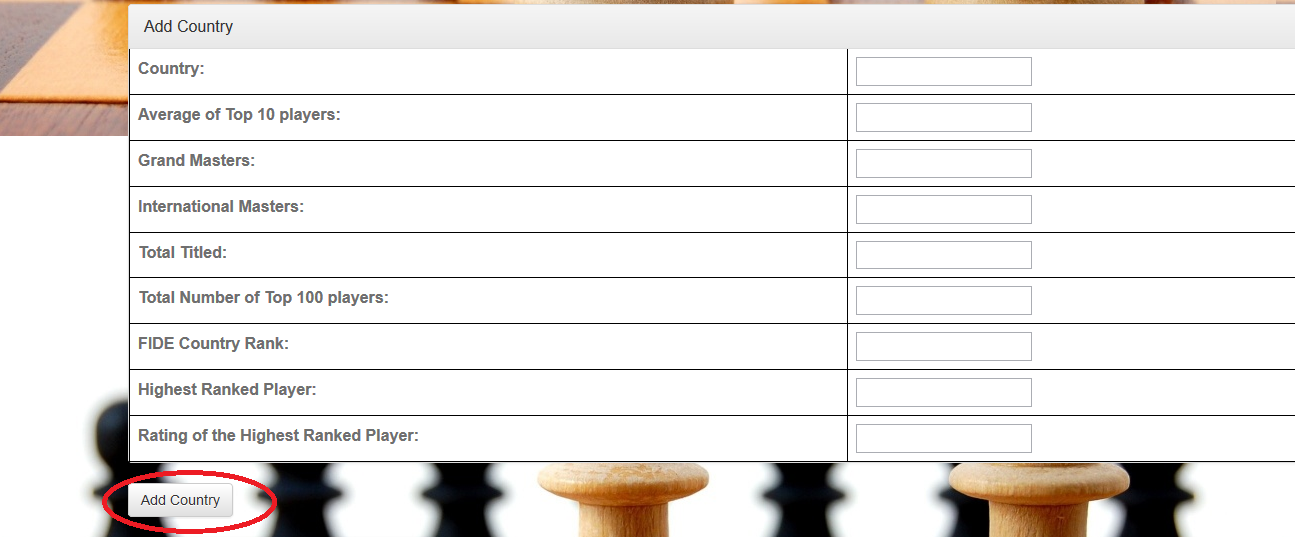 Add Country
Country:
Average of Top 10 players:
Grand Masters:
International Masters:
Total Titled:
Total Number of Top 100 players:
FIDE Country Rank:
Highest Ranked Player:
Rating of the Highest Ranked Player:
Add Country